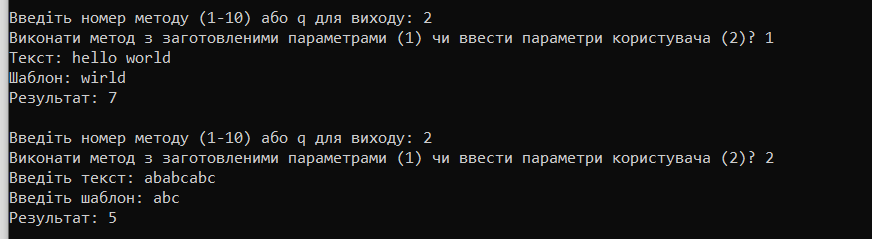 Введіть номер методу (1-10) або q для виходу: 2
Виконати метод з заготовленими параметрами (1) чи ввести параметри користувача (2)? 1
Текст: hello world
Шаблон: wirld
Результат: 7
Введіть номер методу (1-10) або q для виходу: 2
Виконати метод з заготовленими параметрами (1) чи ввести параметри користувача (2)? 2
Введіть текст: ababcabc
Введіть шаблон: abc
Результат: 5